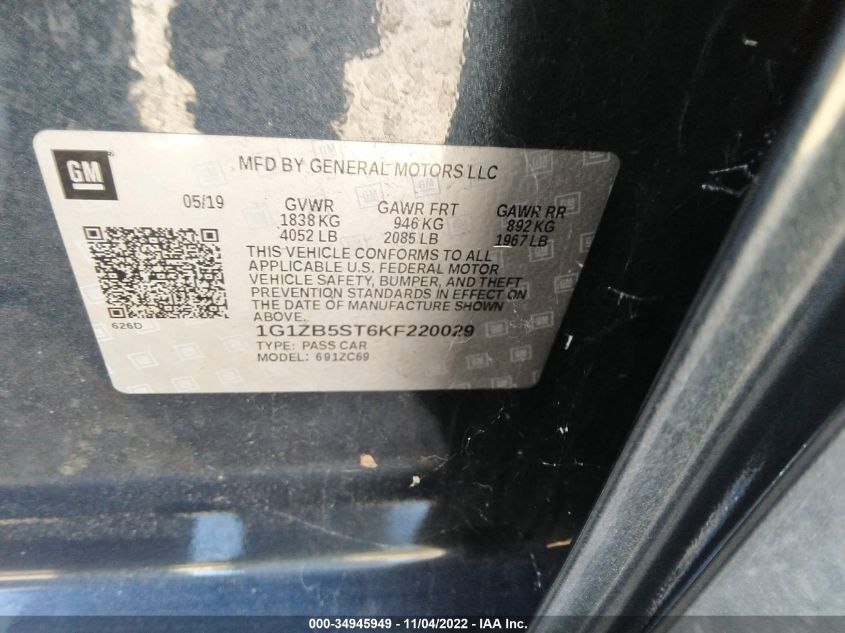 GM
MFD BY GENERAL MOTORS LLC
05/19 GVWR GAWR FRT GAWR RR
1838 KG 946 KG 892 KG
4052 LB 2085 LB 1967 LB
THIS VEHICLE CONFORMS TO ALL
APPLICABLE U.S. FEDERAL MOTOR
VEHICLE SAFETY, BUMPER, AND THEFT
PREVENTION STANDARDS IN EFFECT ON
THE DATE OF MANUFACTURE SHOWN
ABOVE.
626D
1G1ZB5ST6KF220029
TYPE: PASS CAR
MODEL: 691ZC69
000-34945949 - 11/04/2022 - IAA Inc.